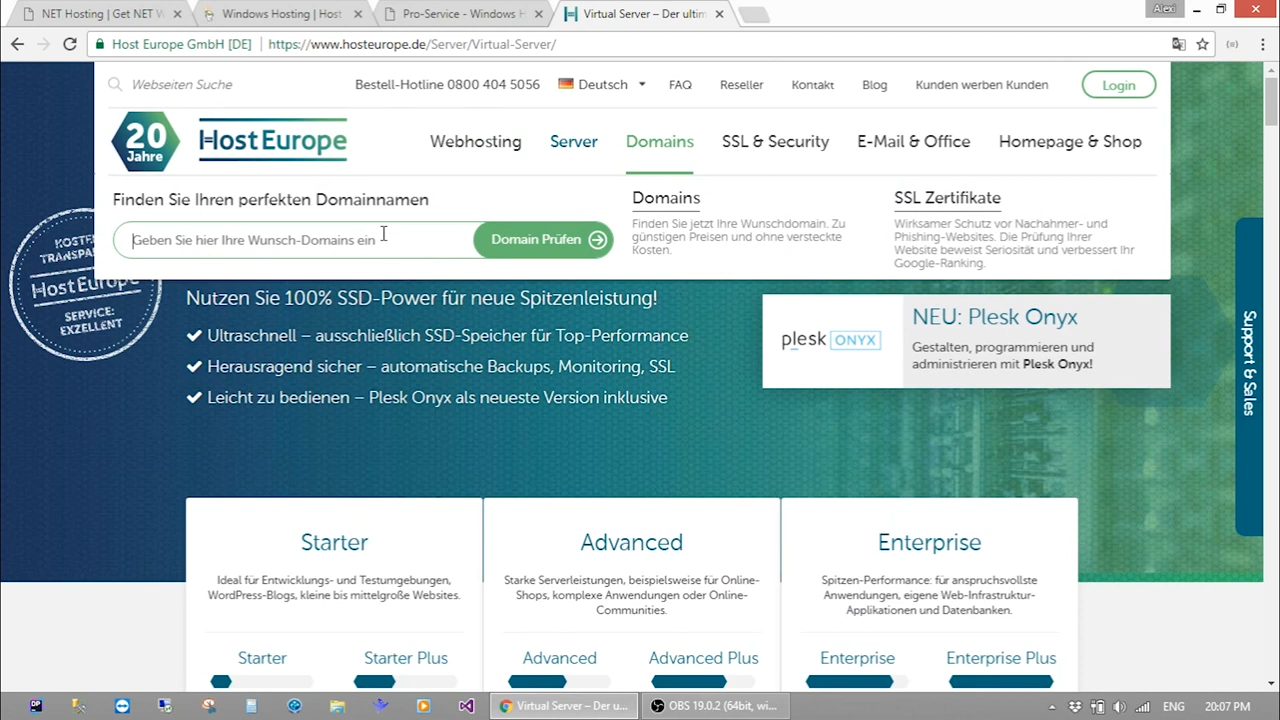 NET Hosting | Get NET W
Windows Hosting | Host
Pro-Service - Windows H
Virtual Server – Der ultim
Alexi
Host Europe GmbH [DE]
https://www.hosteurope.de/Server/Virtual-Server/
Webseiten Suche
Bestell-Hotline 0800 404 5056
Deutsch
FAQ
Reseller
Kontakt
Blog
Kunden werben Kunden
Login
20
Jahre
HostEurope
Webhosting
Server
Domains
SSL & Security
E-Mail & Office
Homepage & Shop
Finden Sie Ihren perfekten Domainnamen
Geben Sie hier Ihre Wunsch-Domains ein
Domain Prüfen
Domains
Finden Sie jetzt Ihre Wunschdomain. Zu
günstigen Preisen und ohne versteckte
Kosten.
SSL Zertifikate
Wirksamer Schutz vor Nachahmer- und
Phishing-Websites. Die Prüfung Ihrer
Website beweist Seriosität und verbessert Ihr
Google-Ranking.
HostEurope
SERVICE:
EXZELLENT
Nutzen Sie 100% SSD-Power für neue Spitzenleistung!
Ultraschnell – ausschließlich SSD-Speicher für Top-Performance
Herausragend sicher – automatische Backups, Monitoring, SSL
Leicht zu bedienen – Plesk Onyx als neueste Version inklusive
plesk ONYX
NEU: Plesk Onyx
Gestalten, programmieren und
administrieren mit Plesk Onyx!
Support & Sales
Starter
Ideal für Entwicklungs- und Testumgebungen,
WordPress-Blogs, kleine bis mittelgroße Websites.
Starter
Starter Plus
Advanced
Starke Serverleistungen, beispielsweise für Online-
Shops, komplexe Anwendungen oder Online-
Communities.
Advanced
Advanced Plus
Enterprise
Spitzen-Performance: für anspruchsvollste
Anwendungen, eigene Web-Infrastruktur-
Applikationen und Datenbanken.
Enterprise
Enterprise Plus
DP
Virtual Server – Der u...
OBS 19.0.2 (64bit, wi...
ENG
20:07 PM